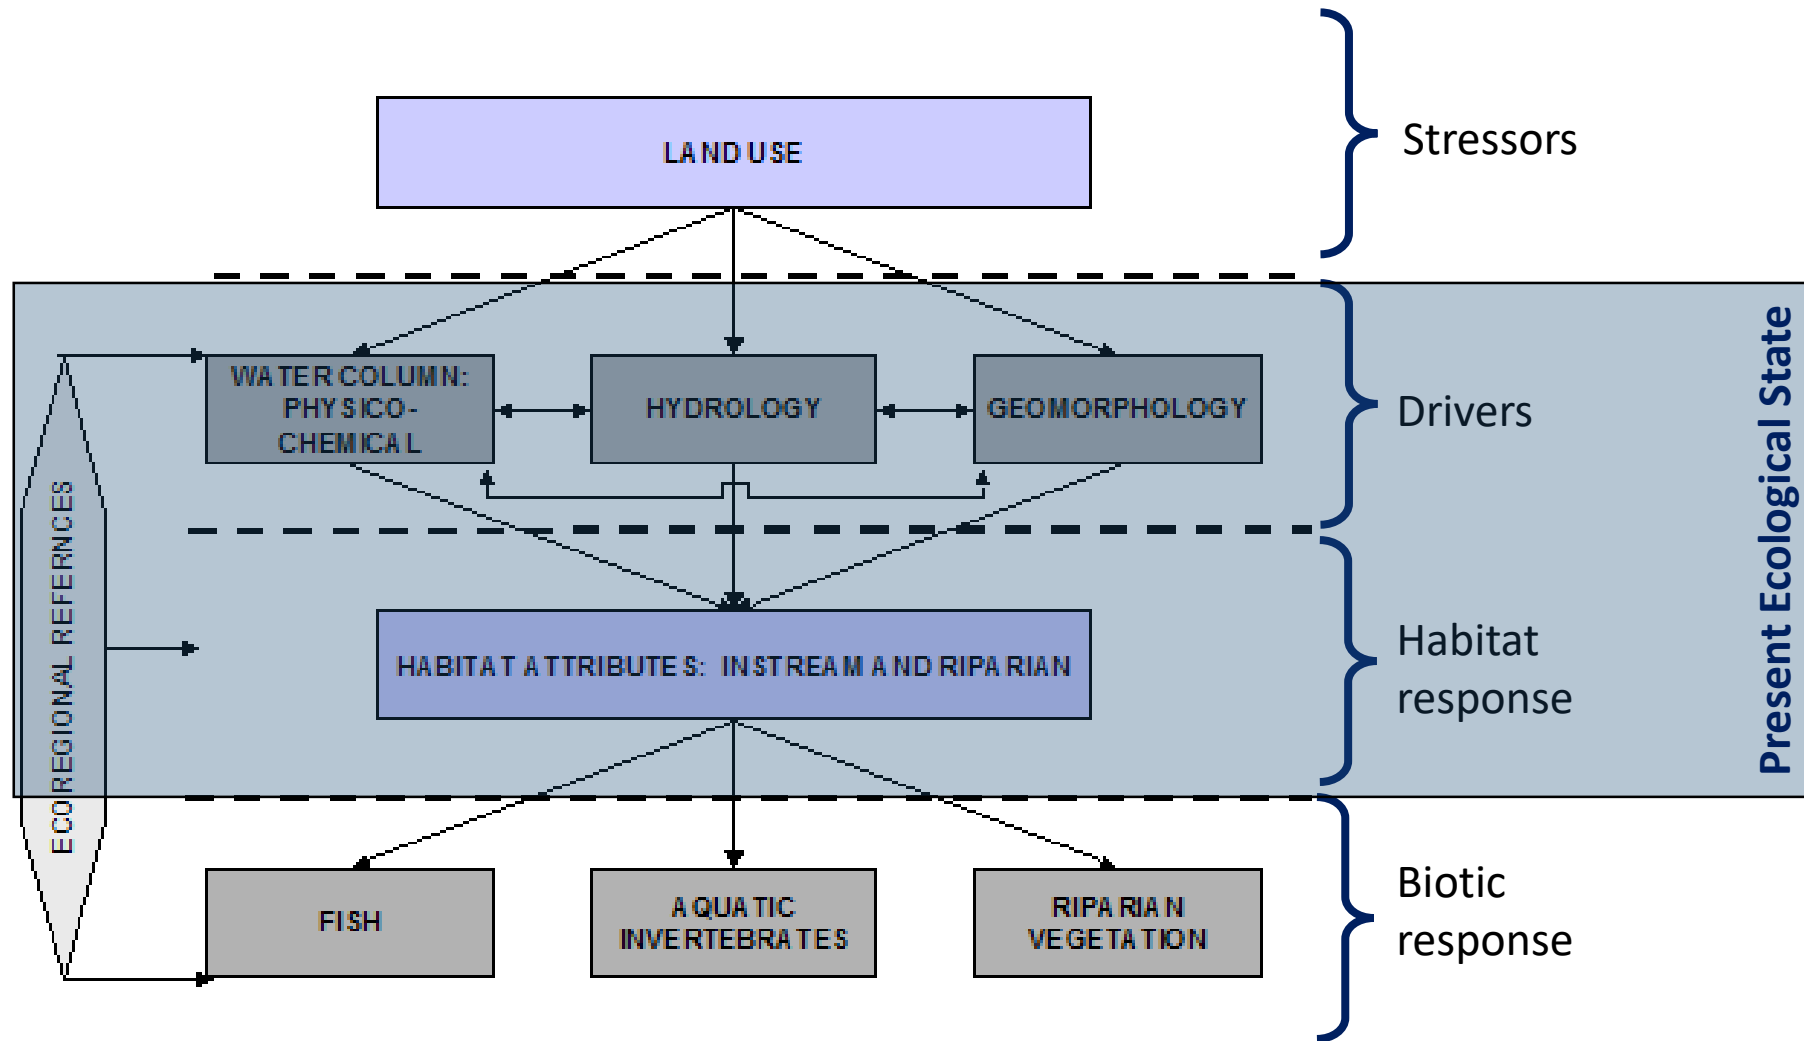 Stressors
LAND USE
WATER COLUMN:
PHYSICO-
CHEMICAL
HYDROLOGY
GEOMORPHOLOGY
Drivers
Present Ecological State
ECOREGIONAL REFERNCES
HABITAT ATTRIBUTES: INSTREAM AND RIPARIAN
Habitat
response
FISH
AQUATIC
INVERTEBRATES
RIPARIAN
VEGETATION
Biotic
response